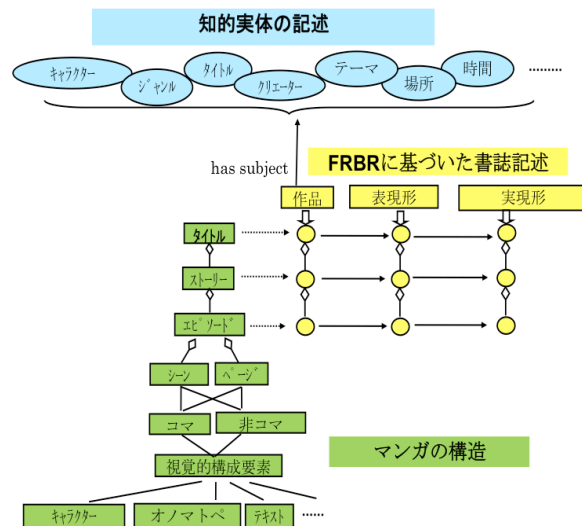 知的実体の記述
キャラクター
ジャンル
タイトル
クリエーター
テーマ
場所
時間
………
has subject
FRBRに基づいた書誌記述
作品
表現形
実現形
タイトル
ストーリー
エピソード
シーン
ページ
コマ
非コマ
視覚的構成要素
マンガの構造
キャラクター
オノマトペ
テキスト
……